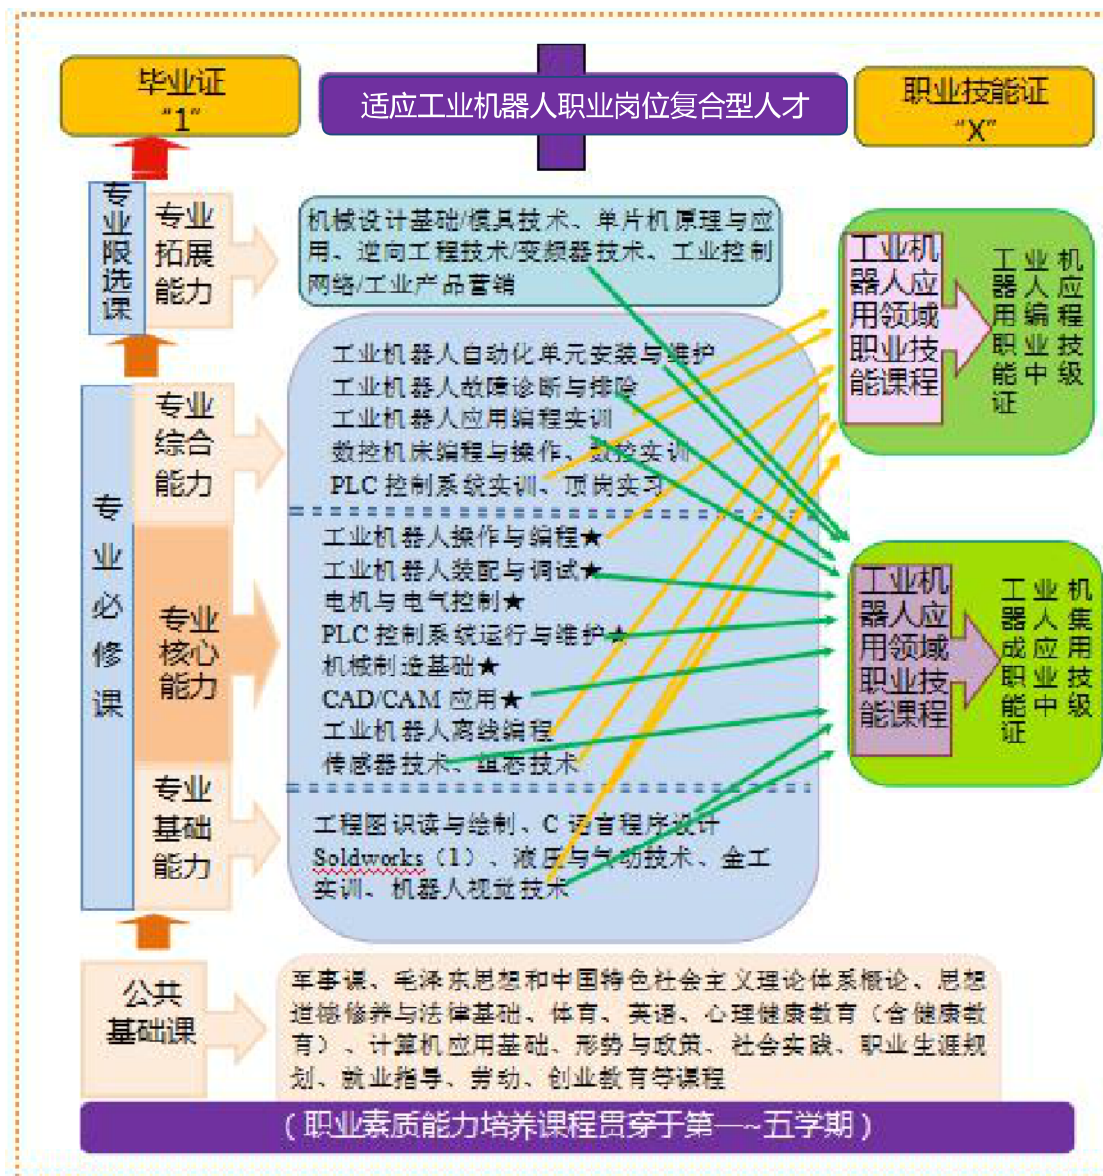 毕业证
“1”
适应工业机器人职业岗位复合型人才
职业技能证
“X”
专业限选课
专业
拓展
能力
机械设计基础/模具技术、单片机原理与应
用、逆向工程技术/变频器技术、工业控制
网络/工业产品营销
工业机
器人应
用领域
职业技
能课程
工业机
器人应
用编程
职业技
能中级
证
专业必修课
专业
综合
能力
工业机器人自动化单元安装与维护
工业机器人故障诊断与排除
工业机器人应用编程实训
数控机床编程与操作、数控实训
PLC 控制系统实训、顶岗实习
专业
核心
能力
工业机器人操作与编程★
工业机器人装配与调试★
电机与电气控制★
PLC 控制系统运行与维护★
机械制造基础★
CAD/CAM 应用★
工业机器人离线编程
传感器技术、组态技术
工业机
器人应
用领域
职业技
能课程
工业机
器人集
成应用
职业技
能中级
证
专业
基础
能力
工程图识读与绘制、C 语言程序设计
Soldworks（1）、液压与气动技术、金工
实训、机器人视觉技术
公共
基础课
军事课、毛泽东思想和中国特色社会主义理论体系概论、思想
道德修养与法律基础、体育、英语、心理健康教育（含健康教
育）、计算机应用基础、形势与政策、社会实践、职业生涯规
划、就业指导、劳动、创业教育等课程
（职业素质能力培养课程贯穿于第一~五学期）